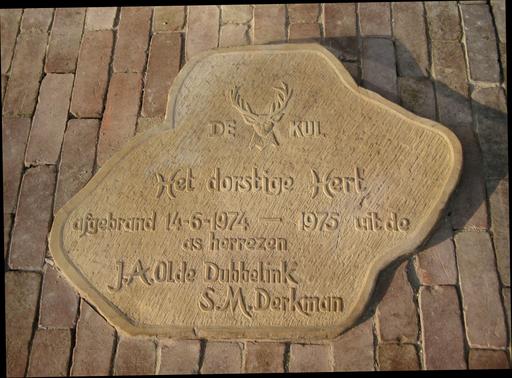 DE KUL
Het dorstige Hert
afgebrand 14-6-1974 — 1975 uit de
as herrezen
J.A. Olde Dubbelink
S.M. Derkman